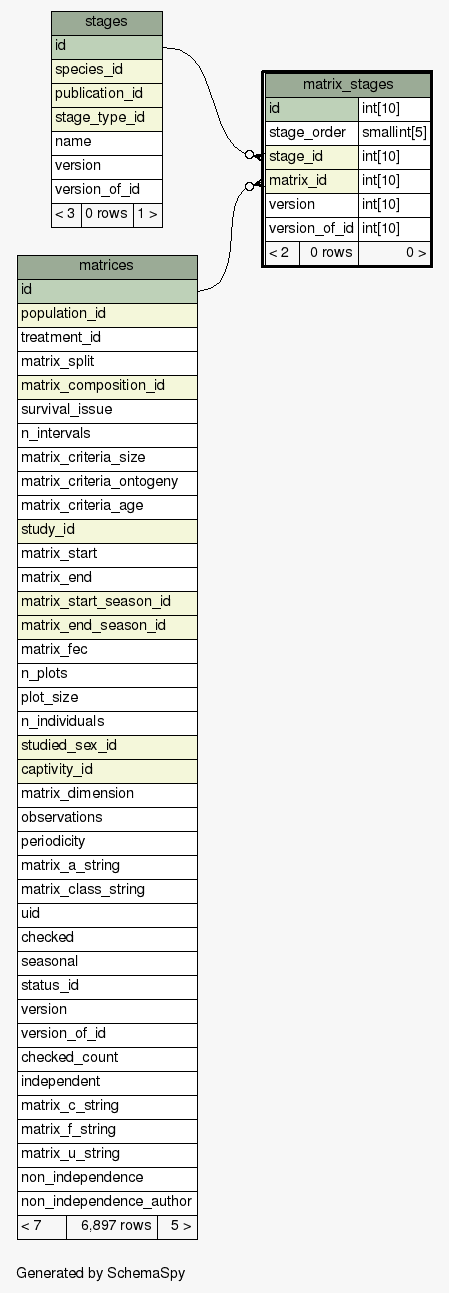 stages
id
species_id
publication_id
stage_type_id
name
version
version_of_id
< 3 0 rows 1 >
matrix_stages
id int[10]
stage_order smallint[5]
stage_id int[10]
matrix_id int[10]
version int[10]
version_of_id int[10]
< 2 0 rows 0 >
matrices
id
population_id
treatment_id
matrix_split
matrix_composition_id
survival_issue
n_intervals
matrix_criteria_size
matrix_criteria_ontogeny
matrix_criteria_age
study_id
matrix_start
matrix_end
matrix_start_season_id
matrix_end_season_id
matrix_fec
n_plots
plot_size
n_individuals
studied_sex_id
captivity_id
matrix_dimension
observations
periodicity
matrix_a_string
matrix_class_string
uid
checked
seasonal
status_id
version
version_of_id
checked_count
independent
matrix_c_string
matrix_f_string
matrix_u_string
non_independence
non_independence_author
< 7 6,897 rows 5 >
Generated by SchemaSpy